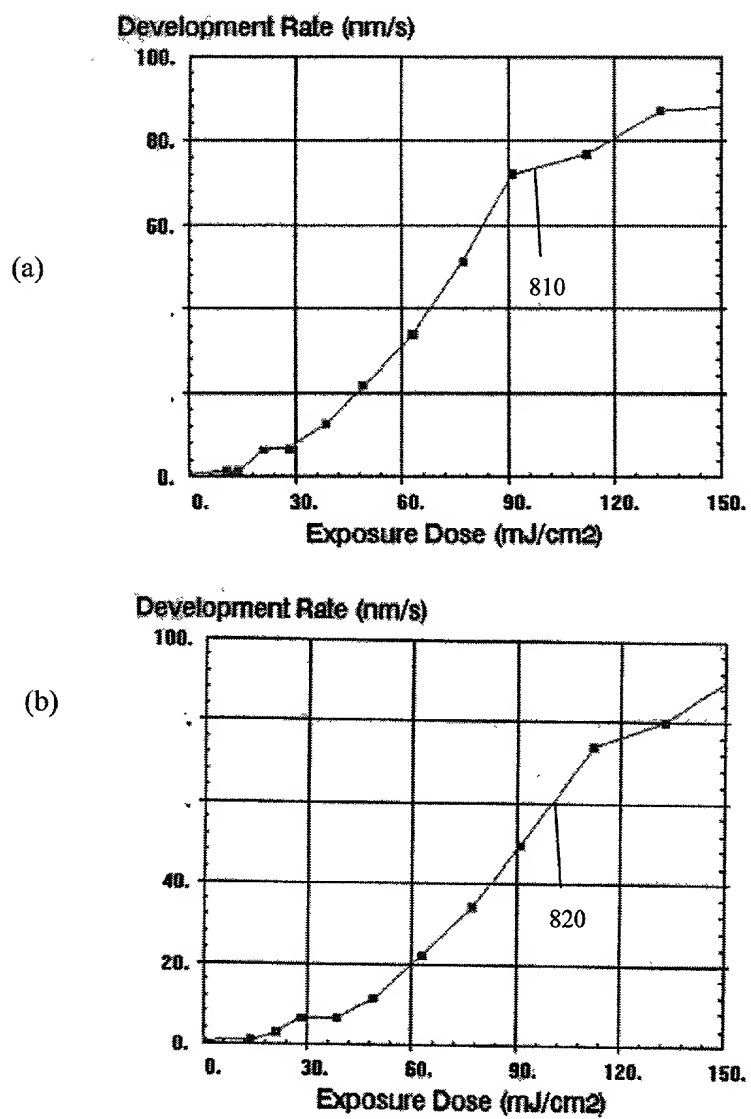 Development Rate (nm/s)
100.
80.
60.
(a)
810
0.
0. 30. 60. 90. 120. 150.
Exposure Dose (mJ/cm2)
Development Rate (nm/s)
100.
(b)
40.
820
20.
0.
0. 30. 60. 90. 120. 150.
Exposure Dose (mJ/cm2)